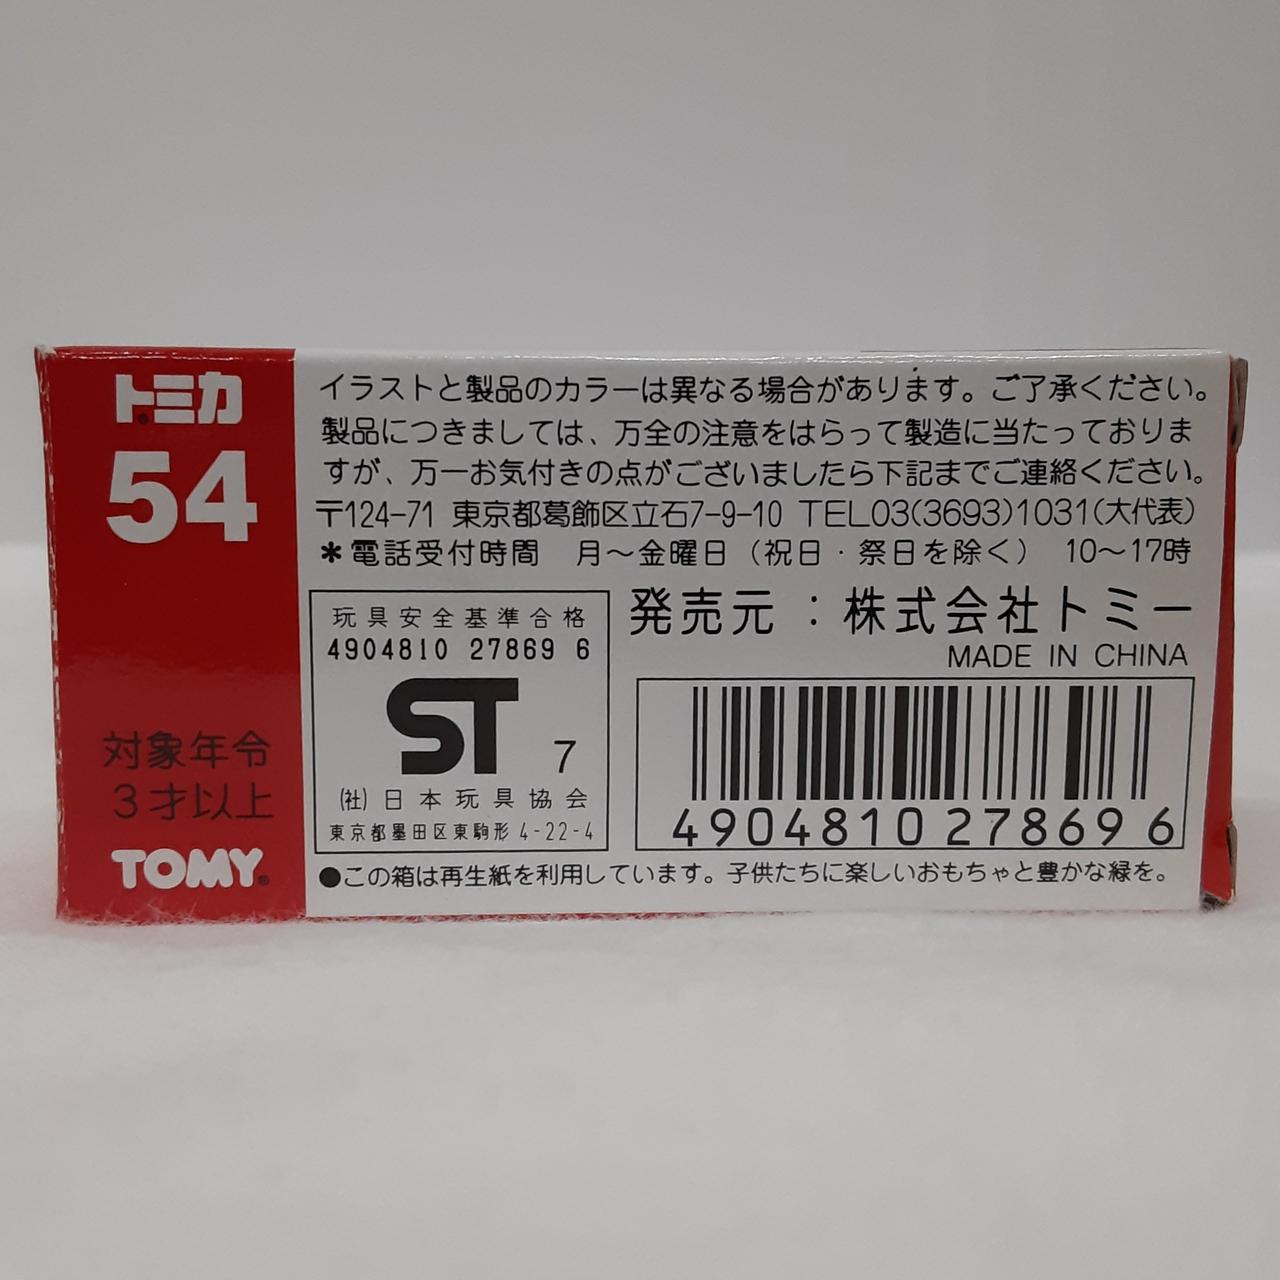 トミカ
54
対象年令
3才以上
TOMY
イラストと製品のカラーは異なる場合があります。ご了承ください。
製品につきましては、万全の注意をはらって製造に当たっておりま
すが、万一お気付きの点がございましたら下記までご連絡ください。
〒124-71 東京都葛飾区立石7-9-10 TEL03(3693)1031(大代表)
＊電話受付時間 月～金曜日（祝日・祭日を除く） 10～17時
玩具安全基準合格
4904810 27869 6
ST 7
(社)日本玩具協会
東京都墨田区東駒形4-22-4
発売元：株式会社トミー
MADE IN CHINA
4904810278696
●この箱は再生紙を利用しています。子供たちに楽しいおもちゃと豊かな緑を。